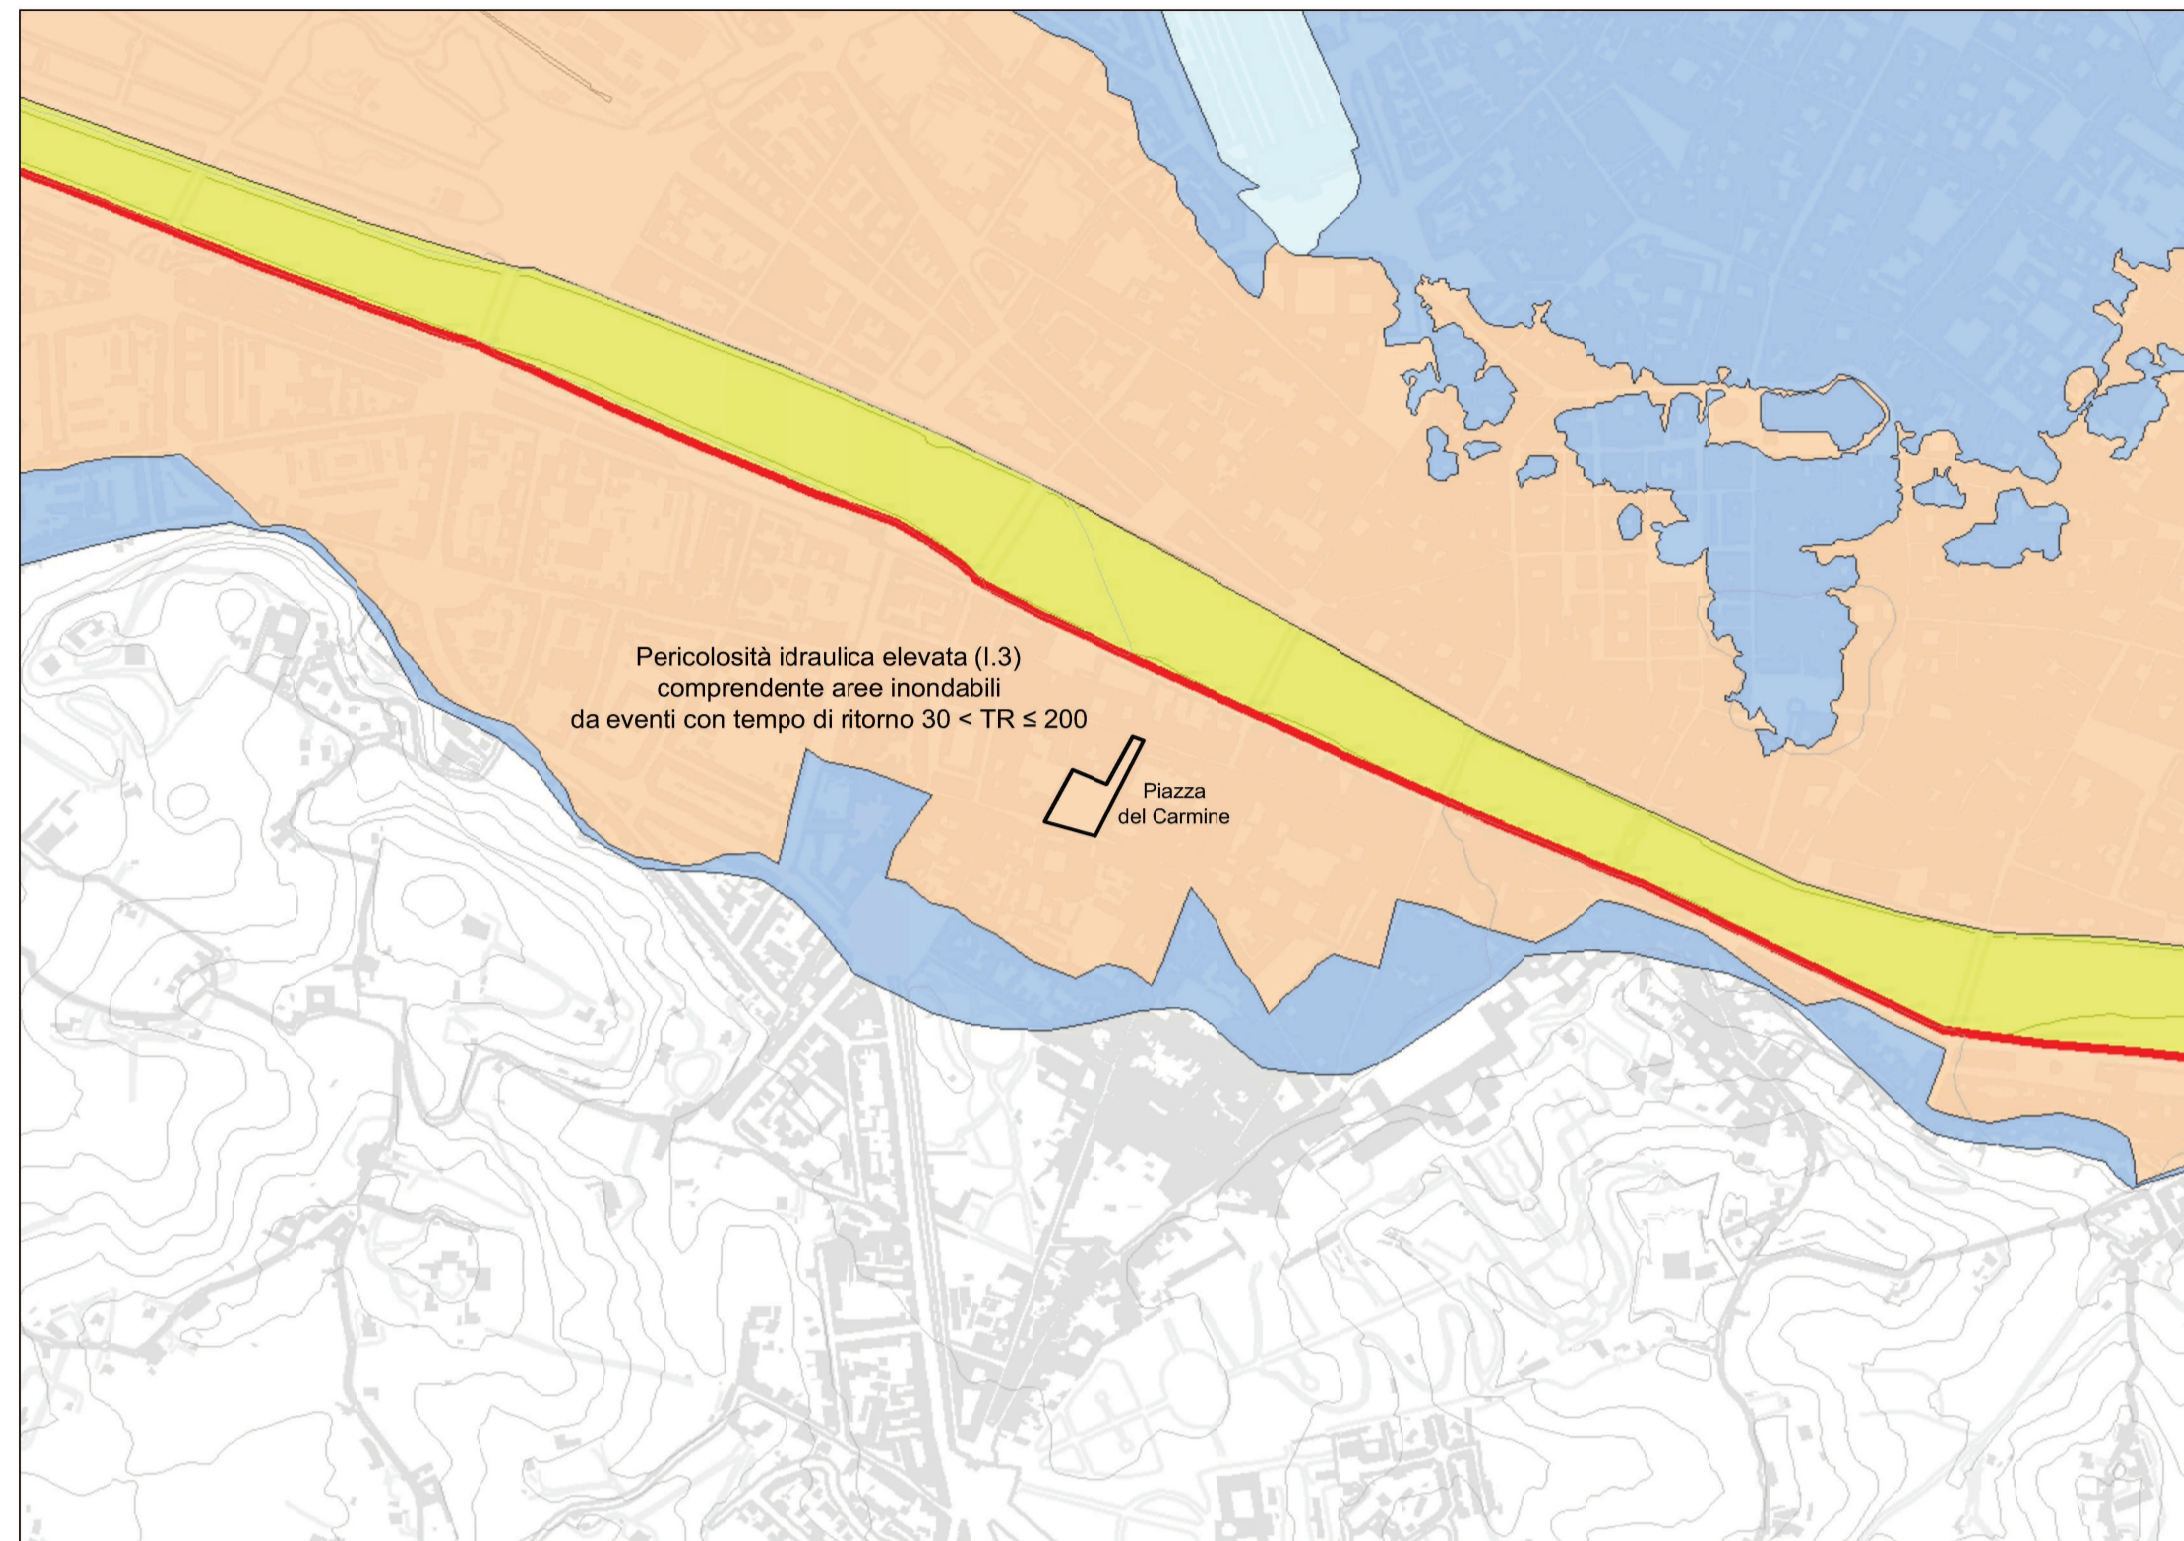 Pericolosità idraulica elevata (I.3)
comprendente aree inondabili
da eventi con tempo di ritorno 30 < TR ≤ 200
Piazza
del Carmine